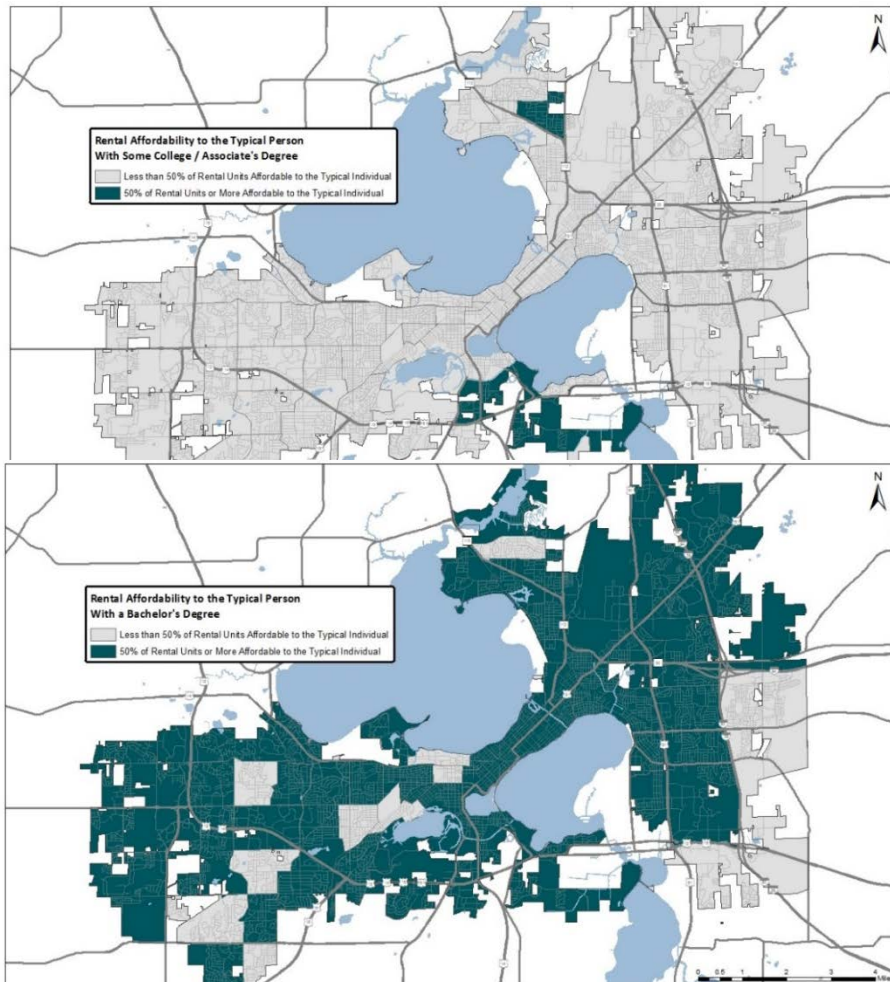 N
Rental Affordability to the Typical Person
With Some College / Associate's Degree
Less than 50% of Rental Units Affordable to the Typical Individual
50% of Rental Units or More Affordable to the Typical Individual
N
Rental Affordability to the Typical Person
With a Bachelor's Degree
Less than 50% of Rental Units Affordable to the Typical Individual
50% of Rental Units or More Affordable to the Typical Individual
0 0.5 1 2 3 4